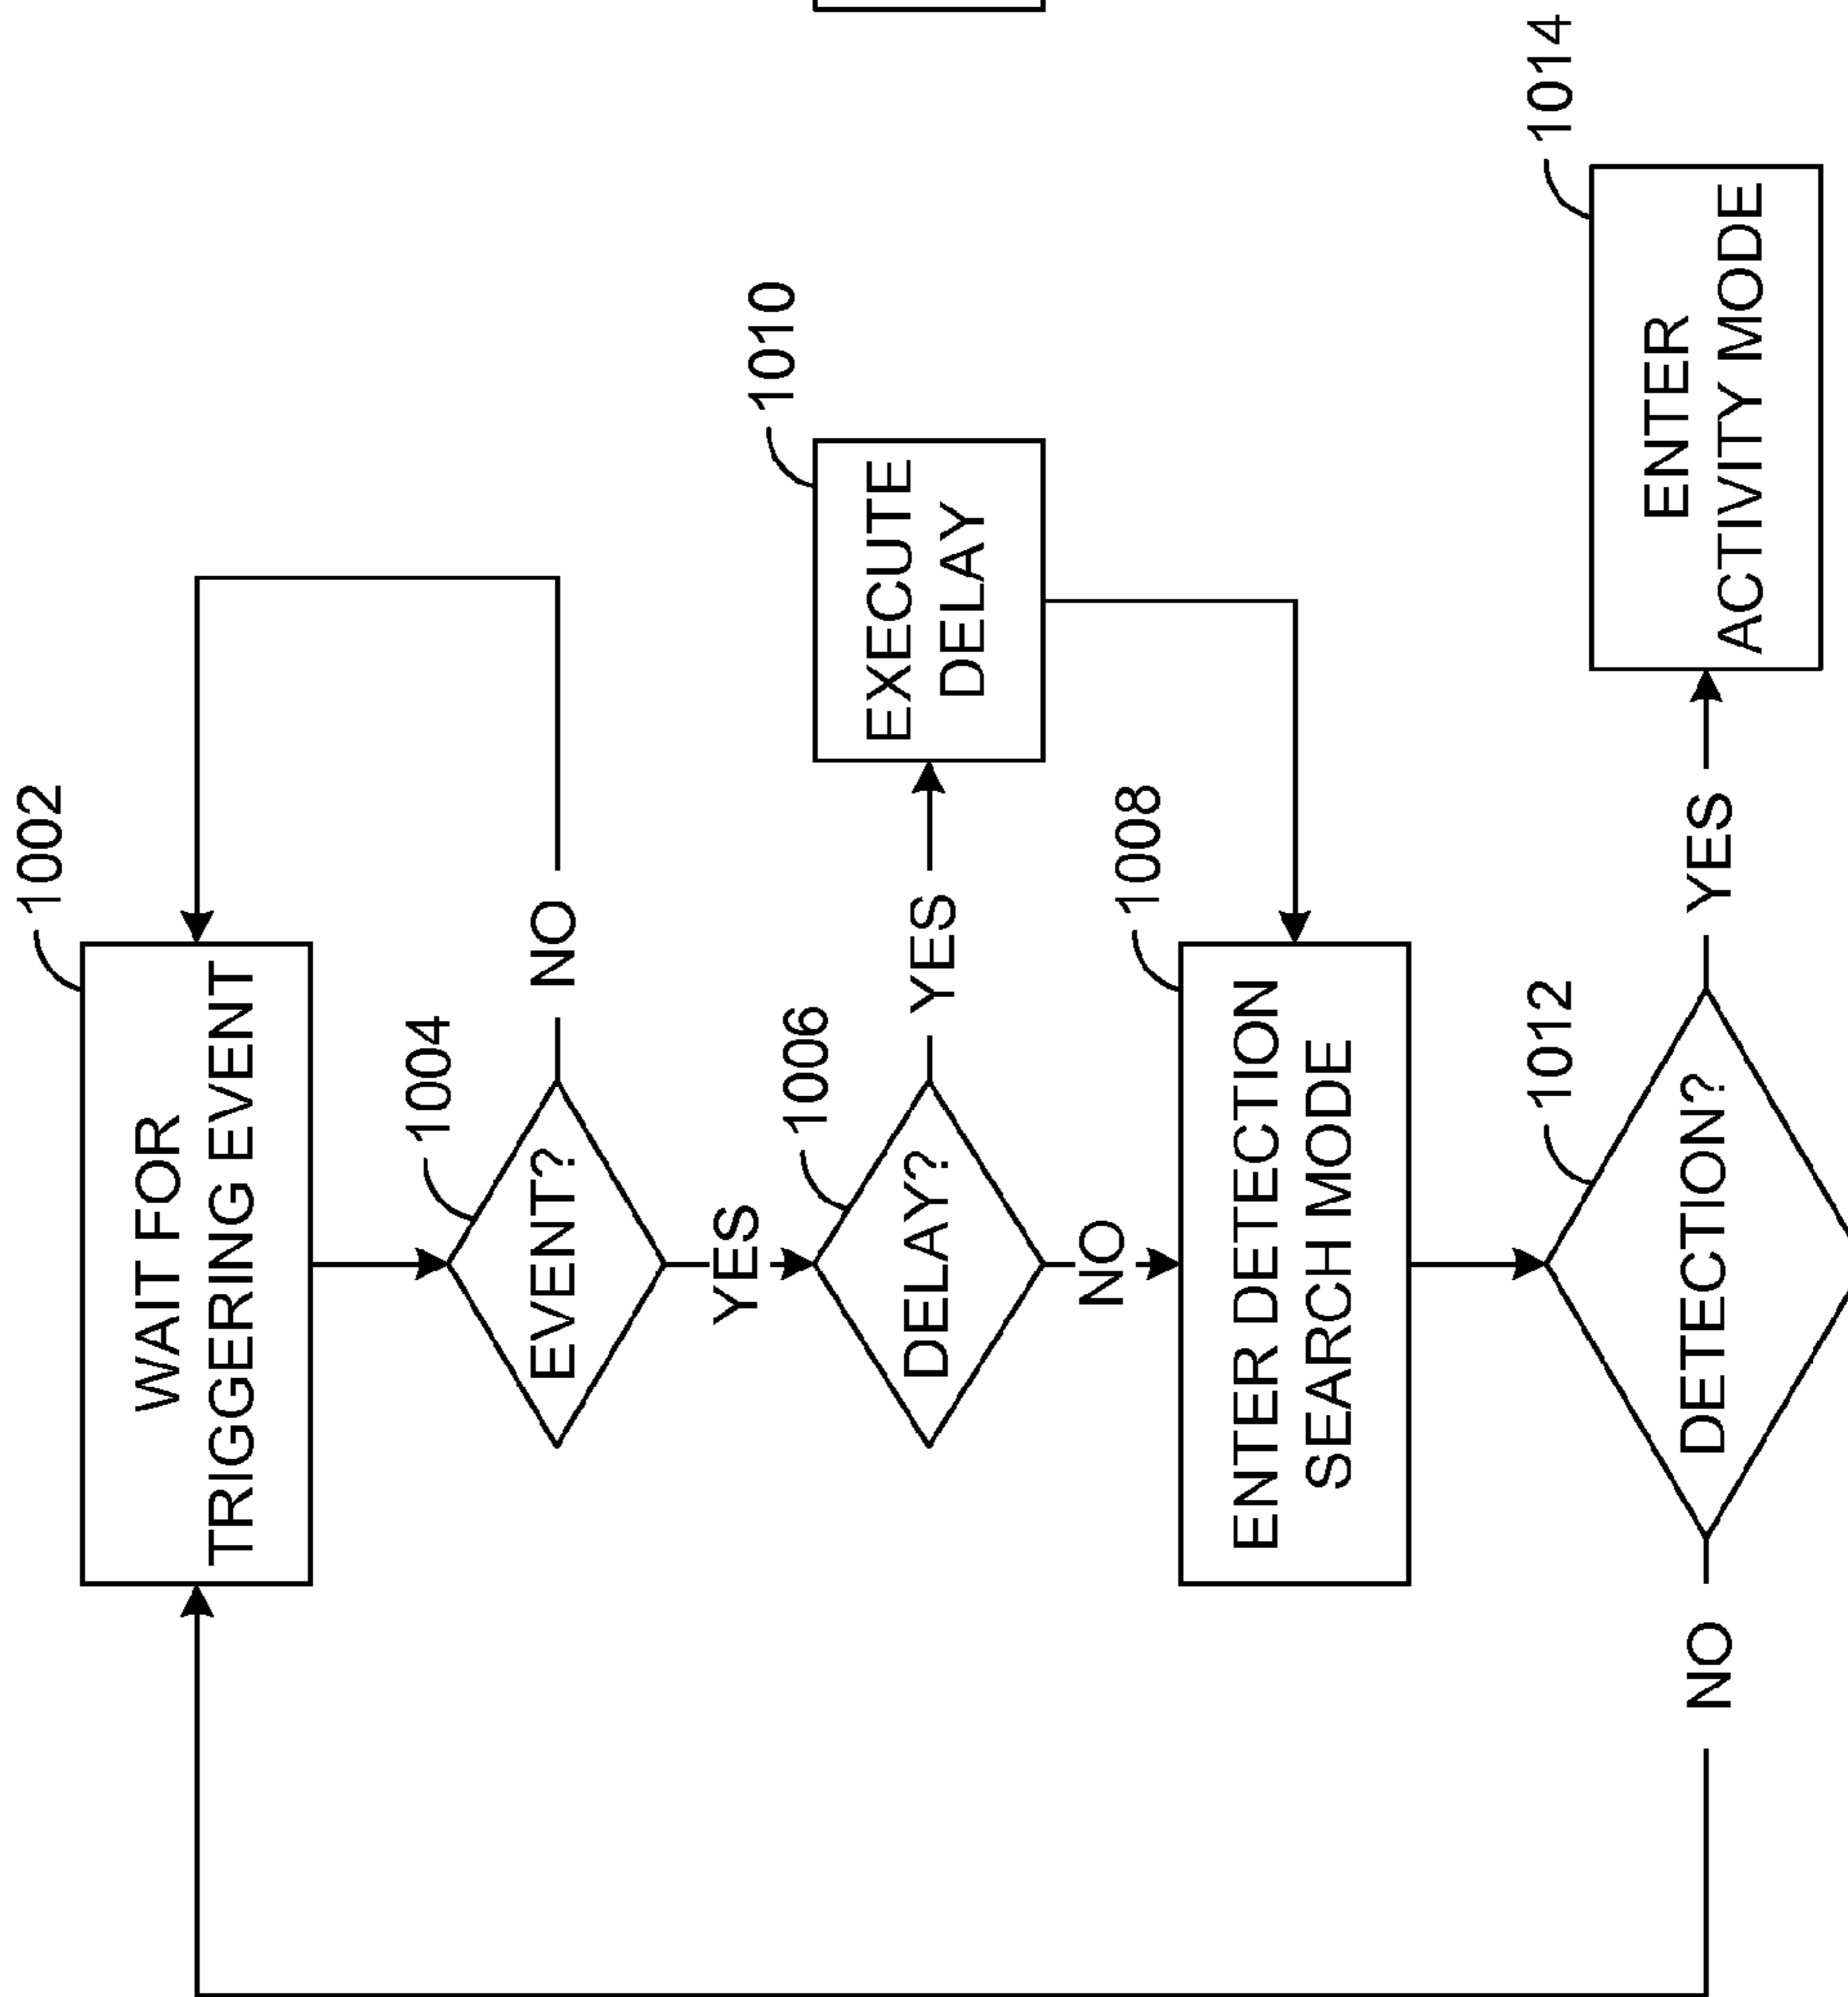 1002
WAIT FOR
TRIGGERING EVENT
1004
EVENT?
NO
YES
1006
DELAY?
YES
1010
EXECUTE
DELAY
NO
1008
ENTER DETECTION
SEARCH MODE
1012
DETECTION?
NO
YES
1014
ENTER
ACTIVITY MODE